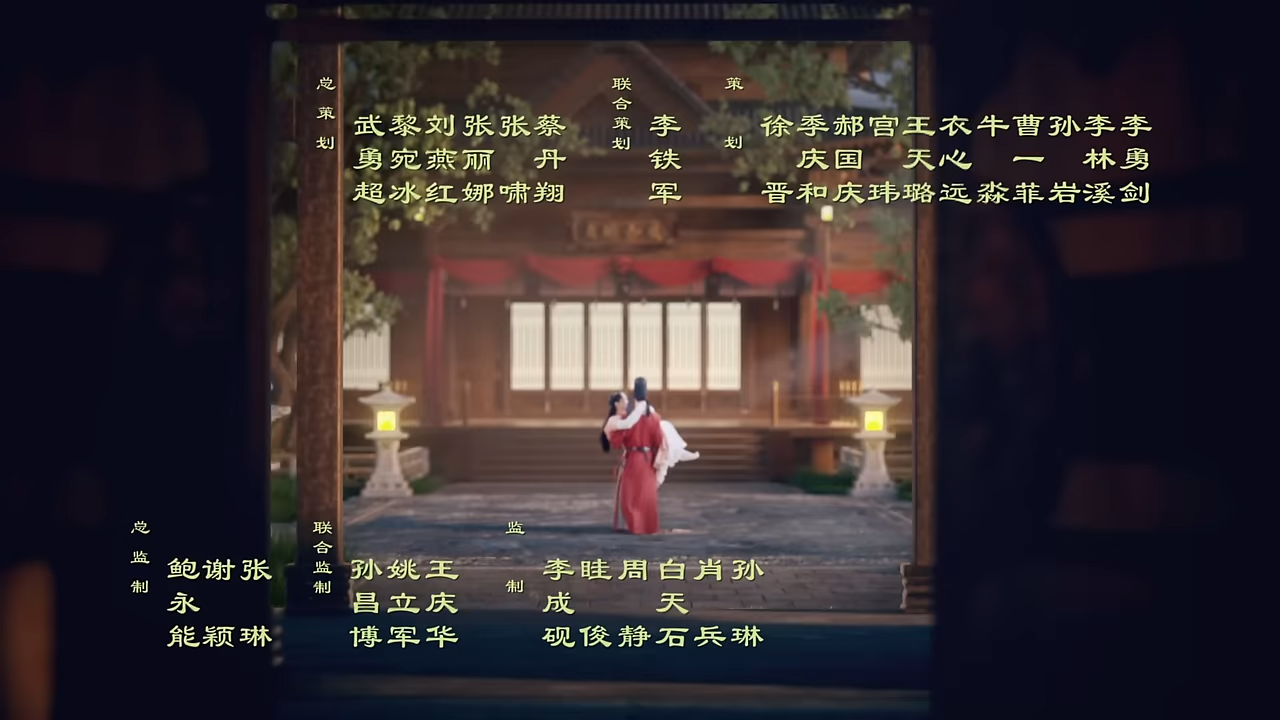 总策划
武勇超
黎宛冰
刘燕红
张丽娜
张啸
蔡丹翔
联合策划
李铁军
策划
徐晋
季庆和
郝国庆
宫玮
王天璐
衣心远
牛淼
曹一菲
孙岩
李林溪
李勇剑
总监制
鲍永能
谢颖
张琳
联合监制
孙昌博
姚立军
王庆华
监制
李成砚
眭俊
周静
白天石
肖兵
孙琳